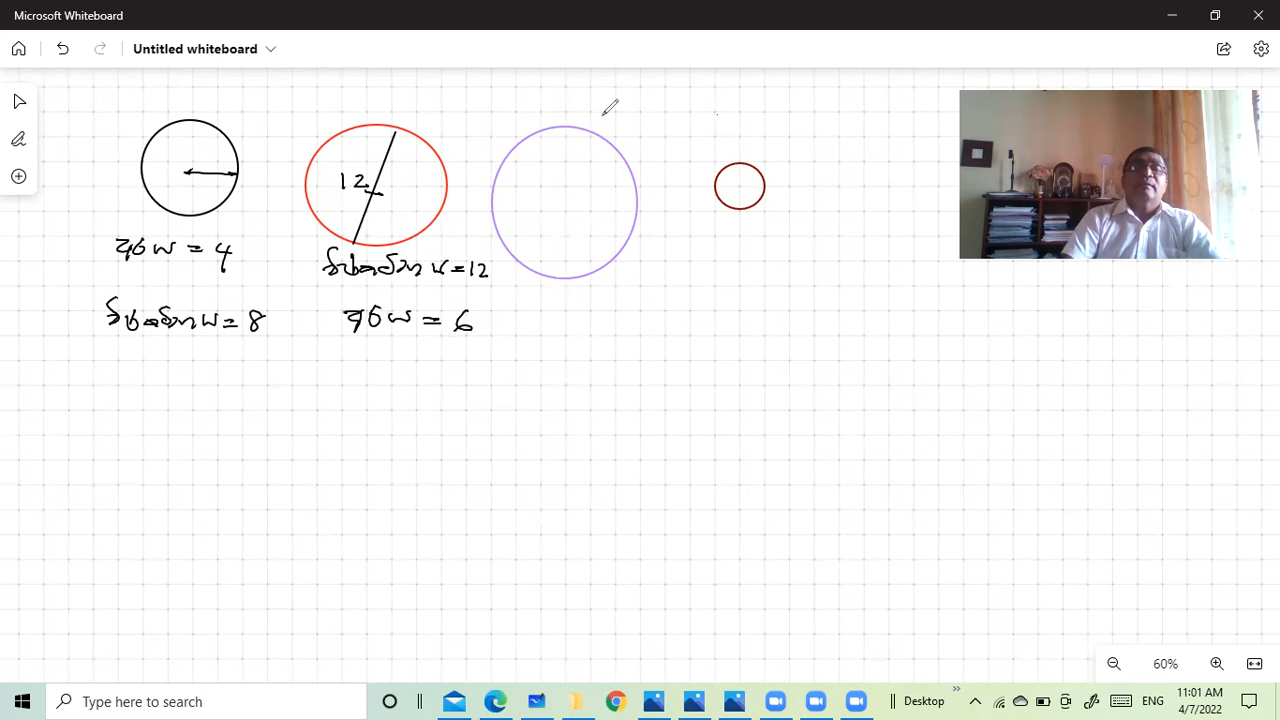 Microsoft Whiteboard
Untitled whiteboard
12
අරය = 4
විෂ්කම්භය = 12
විෂ්කම්භය = 8
අරය = 6
60%
Type here to search
Desktop
ENG
11:01 AM
4/7/2022